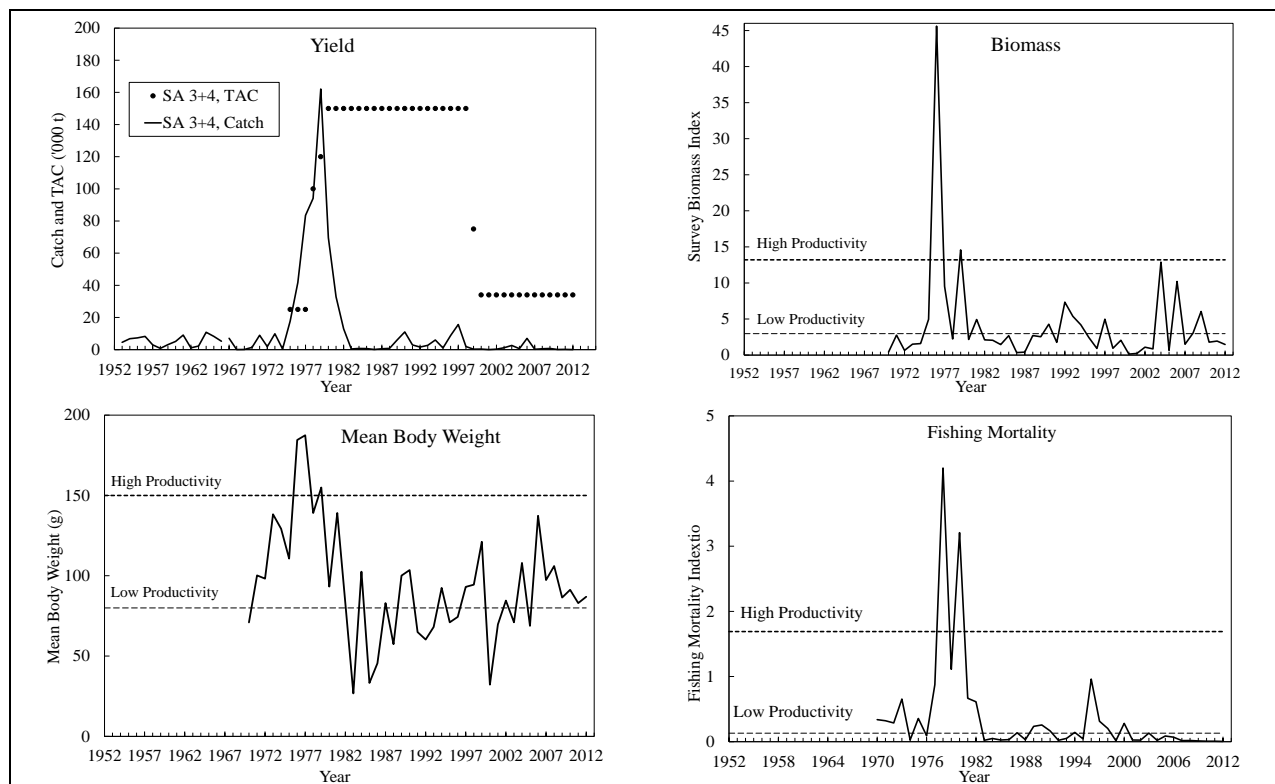 Yield
200
180
160
140
120
100
80
60
40
20
0
Catch and TAC ('000 t)
SA 3+4, TAC
SA 3+4, Catch
1952 1957 1962 1967 1972 1977 1982 1987 1992 1997 2002 2007 2012
Year
Biomass
45
40
35
30
25
20
15
10
5
0
Survey Biomass Index
High Productivity
Low Productivity
1952 1957 1962 1967 1972 1977 1982 1987 1992 1997 2002 2007 2012
Year
Mean Body Weight
200
150
100
50
0
Mean Body Weight (g)
High Productivity
Low Productivity
1952 1957 1962 1967 1972 1977 1982 1987 1992 1997 2002 2007 2012
Year
Fishing Mortality
5
4
3
2
1
0
Fishing Mortality Indextio
High Productivity
Low Productivity
1952 1958 1964 1970 1976 1982 1988 1994 2000 2006 2012
Year